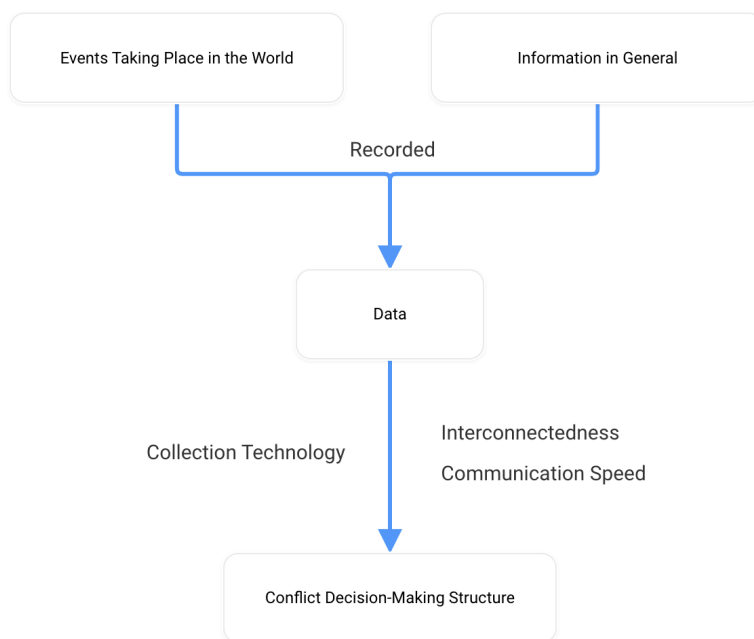 Events Taking Place in the World
Information in General
Recorded
Data
Collection Technology
Interconnectedness
Communication Speed
Conflict Decision-Making Structure